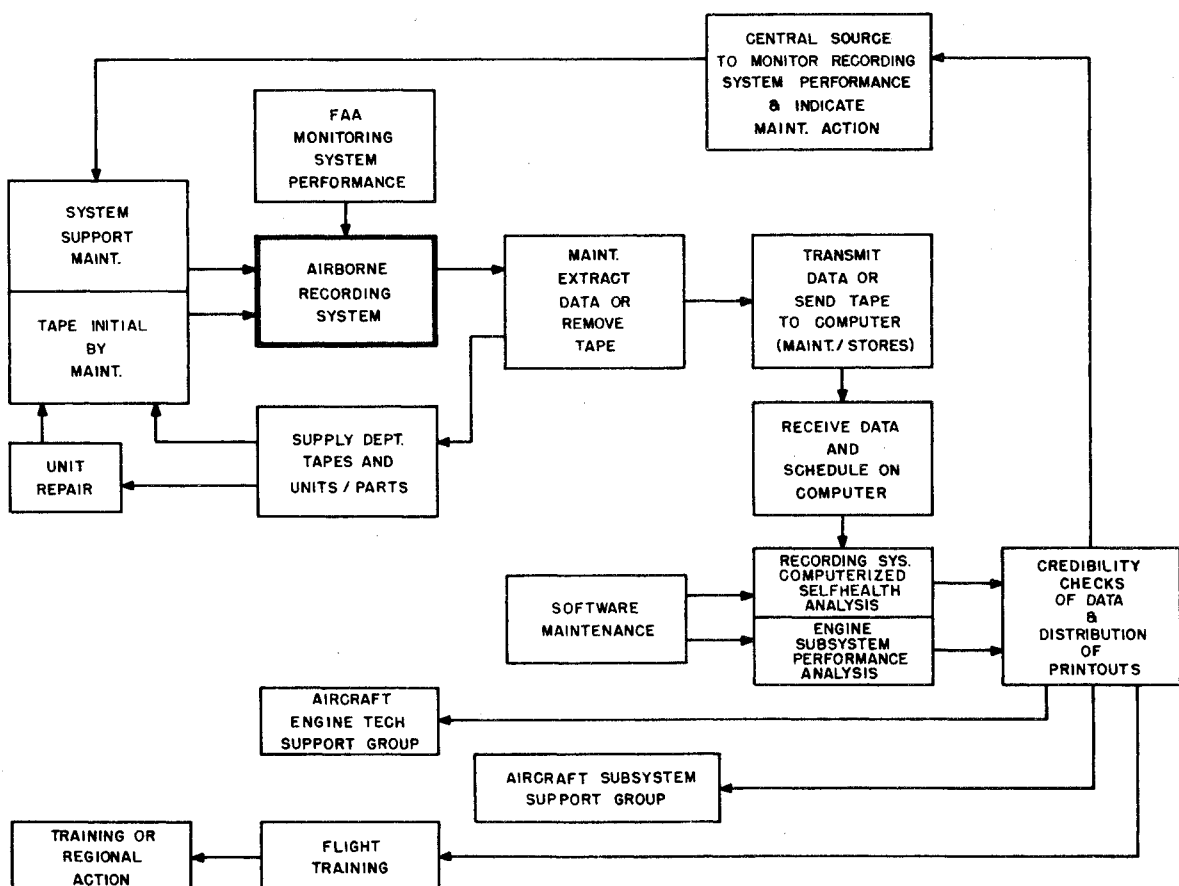 CENTRAL SOURCE
TO MONITOR RECORDING
SYSTEM PERFORMANCE
& INDICATE
MAINT. ACTION
FAA
MONITORING
SYSTEM
PERFORMANCE
SYSTEM
SUPPORT
MAINT.
TAPE INITIAL
BY
MAINT.
AIRBORNE
RECORDING
SYSTEM
MAINT.
EXTRACT
DATA OR
REMOVE
TAPE
TRANSMIT
DATA OR
SEND TAPE
TO COMPUTER
(MAINT./STORES)
UNIT
REPAIR
SUPPLY DEPT.
TAPES AND
UNITS / PARTS
RECEIVE DATA
AND
SCHEDULE ON
COMPUTER
SOFTWARE
MAINTENANCE
RECORDING SYS.
COMPUTERIZED
SELFHEALTH
ANALYSIS
ENGINE
SUBSYSTEM
PERFORMANCE
ANALYSIS
CREDIBILITY
CHECKS
OF DATA
&
DISTRIBUTION
OF
PRINTOUTS
AIRCRAFT
ENGINE TECH
SUPPORT GROUP
AIRCRAFT SUBSYSTEM
SUPPORT GROUP
TRAINING OR
REGIONAL
ACTION
FLIGHT
TRAINING